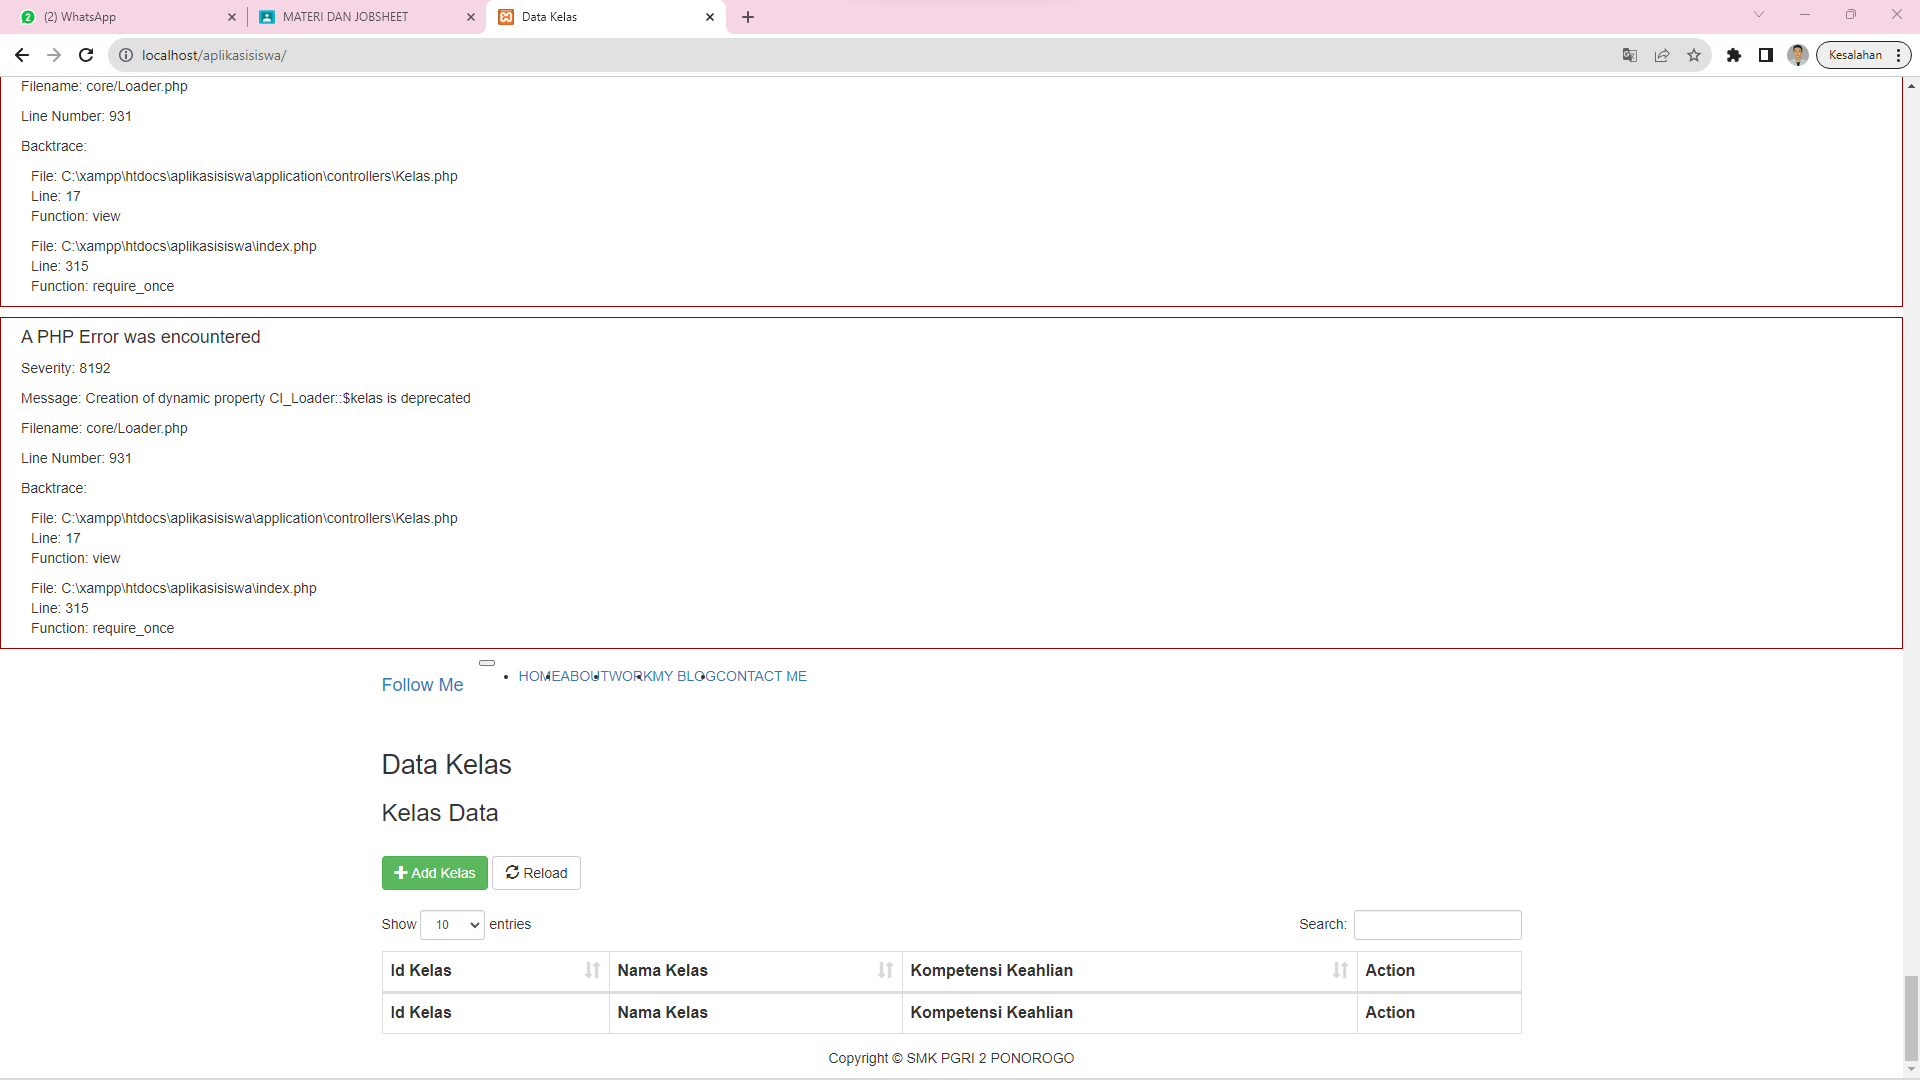 (2) WhatsApp
MATERI DAN JOBSHEET
Data Kelas
localhost/aplikasisiswa/
Kesalahan
Filename: core/Loader.php
Line Number: 931
Backtrace:
File: C:\xampp\htdocs\aplikasisiswa\application\controllers\Kelas.php
Line: 17
Function: view
File: C:\xampp\htdocs\aplikasisiswa\index.php
Line: 315
Function: require_once
A PHP Error was encountered
Severity: 8192
Message: Creation of dynamic property CI_Loader::$kelas is deprecated
Filename: core/Loader.php
Line Number: 931
Backtrace:
File: C:\xampp\htdocs\aplikasisiswa\application\controllers\Kelas.php
Line: 17
Function: view
File: C:\xampp\htdocs\aplikasisiswa\index.php
Line: 315
Function: require_once
Follow Me
HOME ABOUT WORK MY BLOG CONTACT ME
Data Kelas
Kelas Data
Add Kelas Reload
Show 10 entries Search:
Id Kelas Nama Kelas Kompetensi Keahlian Action
Id Kelas Nama Kelas Kompetensi Keahlian Action
Copyright © SMK PGRI 2 PONOROGO